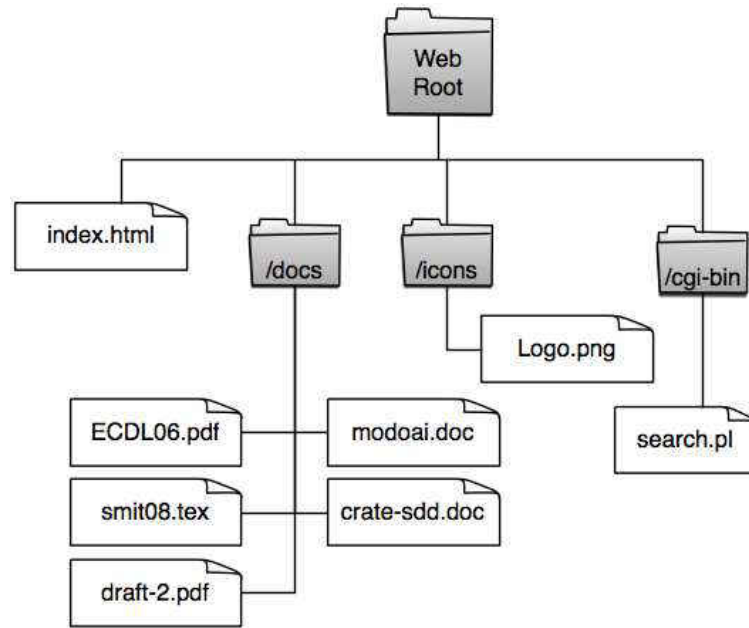 Web
Root
index.html
/docs
/icons
/cgi-bin
Logo.png
ECDL06.pdf
modoai.doc
search.pl
smit08.tex
crate-sdd.doc
draft-2.pdf